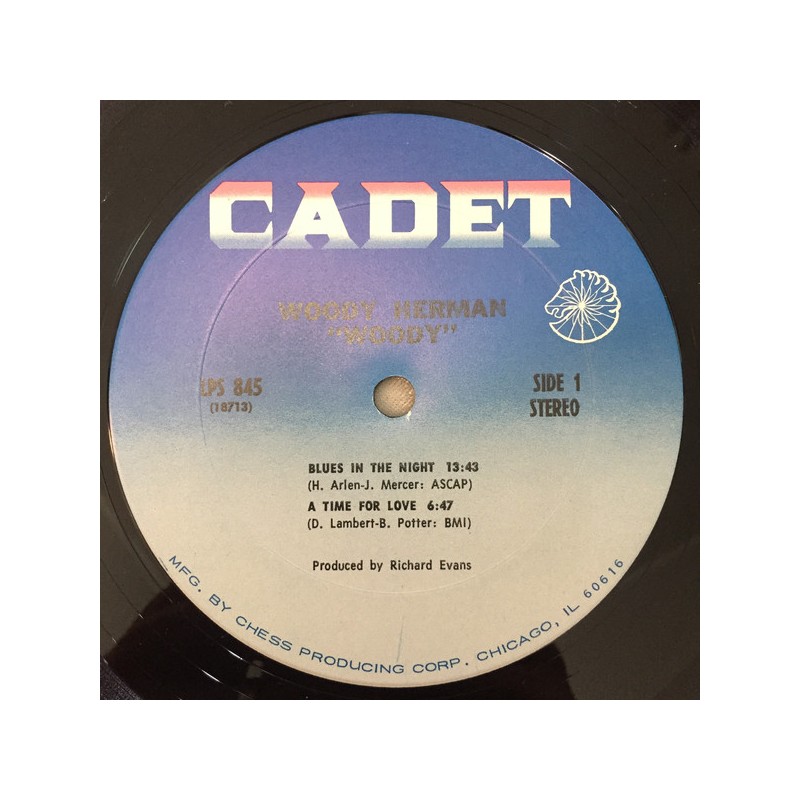 CADET
WOODY HERMAN
"WOODY"
LPS 845
(18713)
SIDE 1
STEREO
BLUES IN THE NIGHT 13:43
(H. Arlen-J. Mercer: ASCAP)
A TIME FOR LOVE 6:47
(D. Lambert-B. Potter: BMI)
Produced by Richard Evans
MFG. BY CHESS PRODUCING CORP. CHICAGO, IL 60616